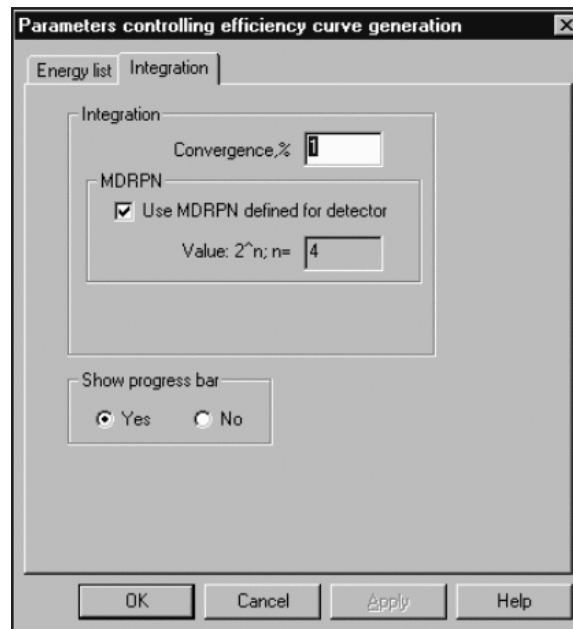 Parameters controlling efficiency curve generation
Energy list Integration
Integration
Convergence,% 1
MDRPN
Use MDRPN defined for detector
Value: 2^n; n= 4
Show progress bar
Yes No
OK Cancel Apply Help